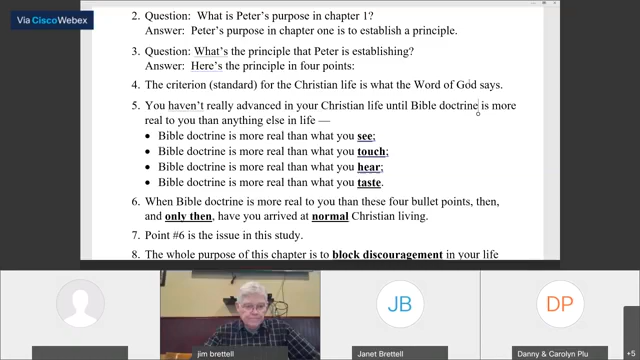 Via Cisco Webex
2. Question: What is Peter's purpose in chapter 1?
Answer: Peter's purpose in chapter one is to establish a principle.
3. Question: What's the principle that Peter is establishing?
Answer: Here's the principle in four points:
4. The criterion (standard) for the Christian life is what the Word of God says.
5. You haven't really advanced in your Christian life until Bible doctrine is more
real to you than anything else in life —
• Bible doctrine is more real than what you see;
• Bible doctrine is more real than what you touch;
• Bible doctrine is more real than what you hear;
• Bible doctrine is more real than what you taste.
6. When Bible doctrine is more real to you than these four bullet points, then,
and only then, have you arrived at normal Christian living.
7. Point #6 is the issue in this study.
8. The whole purpose of this chapter is to block discouragement in your life
JB
DP
jim brettell
Janet Brettell
Danny & Carolyn Plu
+5